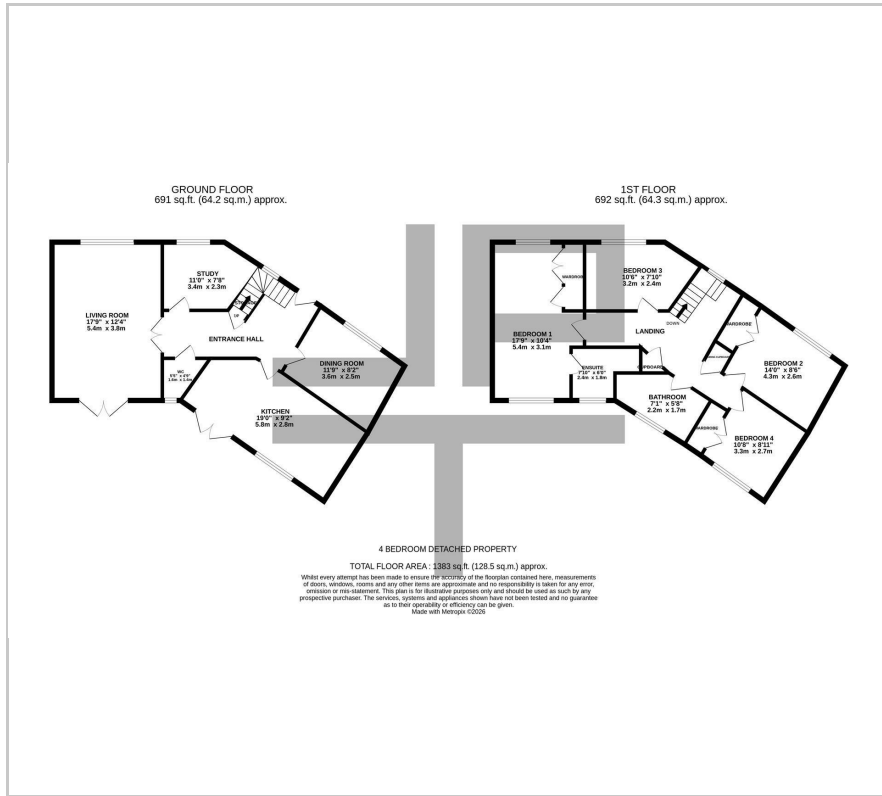 GROUND FLOOR
691 sq.ft. (64.2 sq.m.) approx.
STUDY
11'0" x 7'8"
3.4m x 2.3m
UP
LIVING ROOM
17'9" x 12'4"
5.4m x 3.8m
ENTRANCE HALL
DINING ROOM
11'9" x 8'2"
3.6m x 2.5m
WC
KITCHEN
19'0" x 9'2"
5.8m x 2.8m
1ST FLOOR
692 sq.ft. (64.3 sq.m.) approx.
WARDROBE
BEDROOM 3
10'6" x 7'10"
3.2m x 2.4m
DOWN
WARDROBE
BEDROOM 1
17'9" x 10'4"
5.4m x 3.1m
LANDING
BEDROOM 2
14'0" x 8'6"
4.3m x 2.6m
ENSUITE
2.4m x 1.8m
CUPBOARD
BATHROOM
7'1" x 5'8"
2.2m x 1.7m
WARDROBE
BEDROOM 4
10'8" x 8'11"
3.3m x 2.7m
4 BEDROOM DETACHED PROPERTY
TOTAL FLOOR AREA : 1383 sq.ft. (128.5 sq.m.) approx.
Whilst every attempt has been made to ensure the accuracy of the floorplan contained here, measurements
of doors, windows, rooms and any other items are approximate and no responsibility is taken for any error,
omission or mis-statement. This plan is for illustrative purposes only and should be used as such by any
prospective purchaser. The services, systems and appliances shown have not been tested and no guarantee
as to their operability or efficiency can be given.
Made with Metropix ©2026